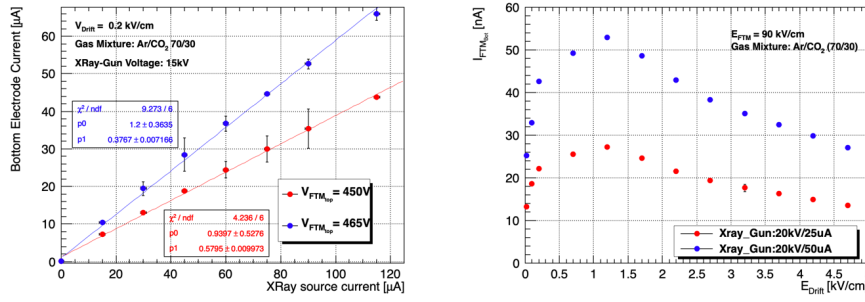 V_Drift = 0.2 kV/cm
Gas Mixture: Ar/CO2 70/30
XRay-Gun Voltage: 15kV
χ² / ndf 9.273 / 6
p0 1.2 ± 0.3635
p1 0.3767 ± 0.007166
V_FTM_top = 450V
V_FTM_top = 465V
χ² / ndf 4.236 / 6
p0 0.9397 ± 0.5276
p1 0.5795 ± 0.009973
Bottom Electrode Current [μA]
60
50
40
30
20
10
0
0 20 40 60 80 100 120
XRay source current [μA]
I_FTM_bot [nA]
60
50
40
30
20
10
0
E_FTM = 90 kV/cm
Gas Mixture: Ar/CO2 (70/30)
Xray_Gun:20kV/25uA
Xray_Gun:20kV/50uA
0 0.5 1 1.5 2 2.5 3 3.5 4 4.5
E_Drift [kV/cm]